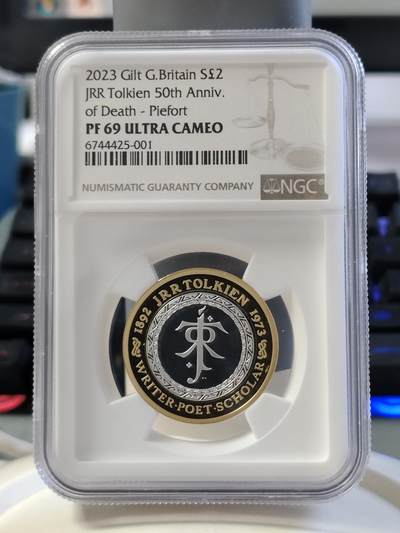 2023 Gilt G.Britain S£2
JRR Tolkien 50th Anniv.
of Death - Piefort
PF 69 ULTRA CAMEO
6744425-001
NUMISMATIC GUARANTY COMPANY
NGC
1892 JRR TOLKIEN 1973
WRITER·POET·SCHOLAR